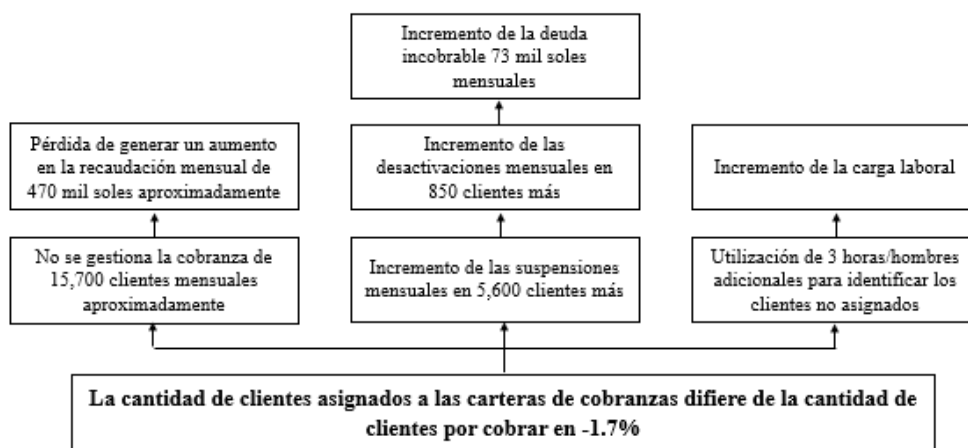 Incremento de la deuda
incobrable 73 mil soles
mensuales
Pérdida de generar un aumento
en la recaudación mensual de
470 mil soles aproximadamente
Incremento de las
desactivaciones mensuales en
850 clientes más
Incremento de la carga laboral
No se gestiona la cobranza de
15,700 clientes mensuales
aproximadamente
Incremento de las suspensiones
mensuales en 5,600 clientes más
Utilización de 3 horas/hombres
adicionales para identificar los
clientes no asignados
La cantidad de clientes asignados a las carteras de cobranzas difiere de la cantidad de
clientes por cobrar en -1.7%